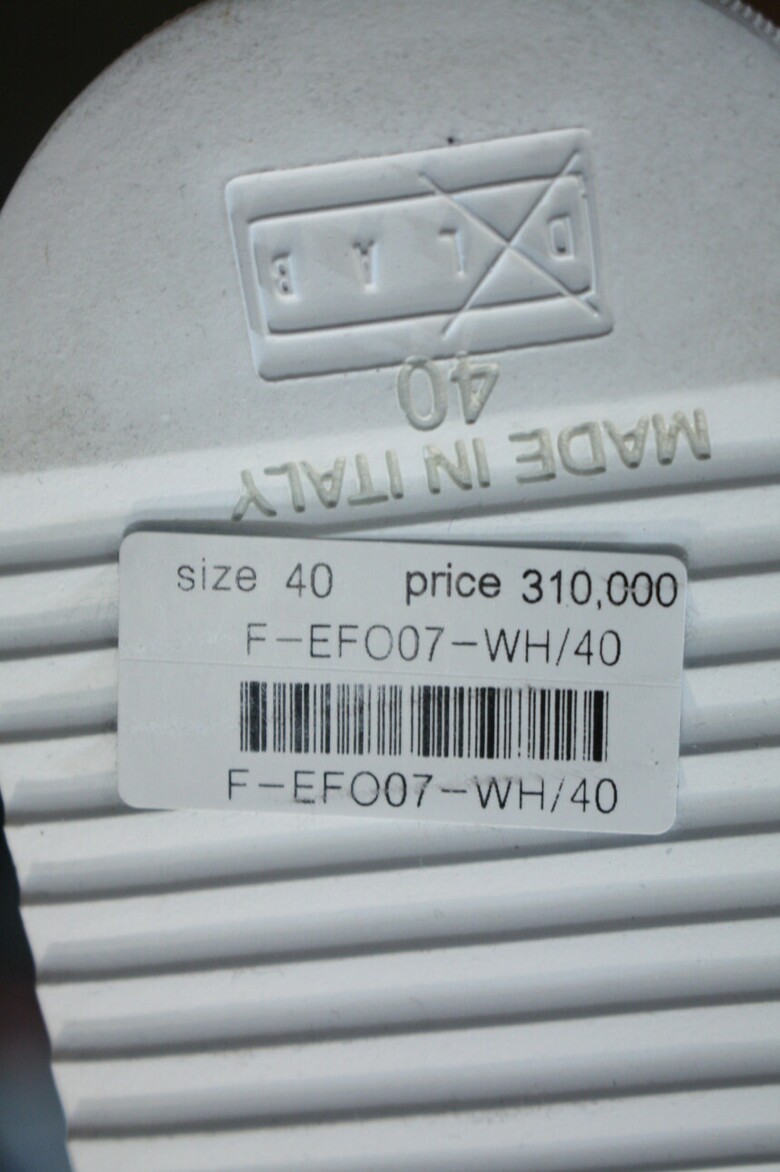 D L A B
40
MADE IN ITALY
size 40 price 310,000
F-EFO07-WH/40
F-EFO07-WH/40